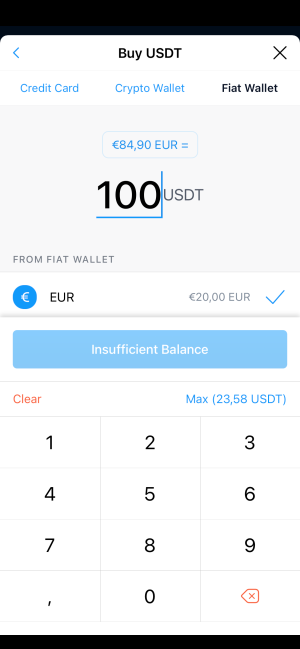 Buy USDT
Credit Card Crypto Wallet Fiat Wallet
€84,90 EUR =
100 USDT
FROM FIAT WALLET
€ EUR €20,00 EUR
Insufficient Balance
Clear Max (23,58 USDT)
1 2 3
4 5 6
7 8 9
, 0